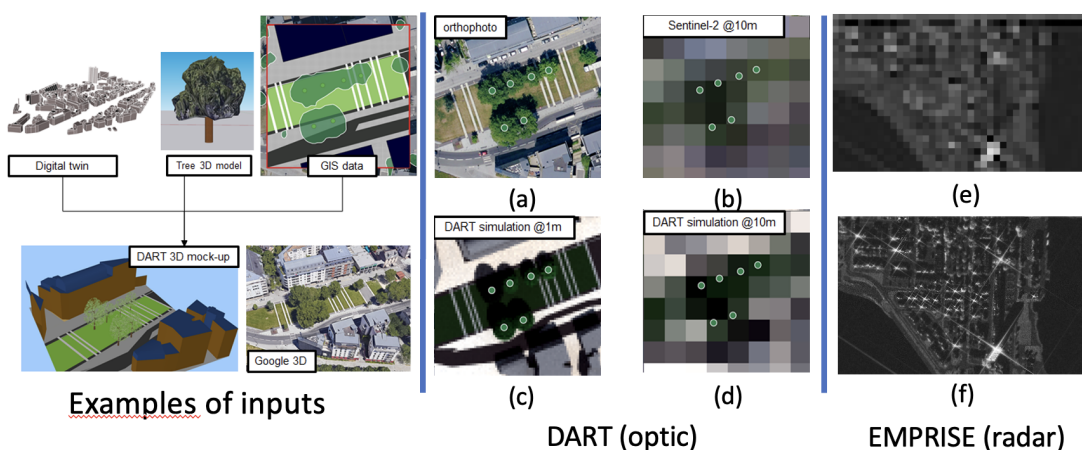 Digital twin
Tree 3D model
GIS data
DART 3D mock-up
Google 3D
Examples of inputs
orthophoto
Sentinel-2 @10m
(a)
(b)
DART simulation @1m
DART simulation @10m
(c)
(d)
DART (optic)
(e)
(f)
EMPRISE (radar)